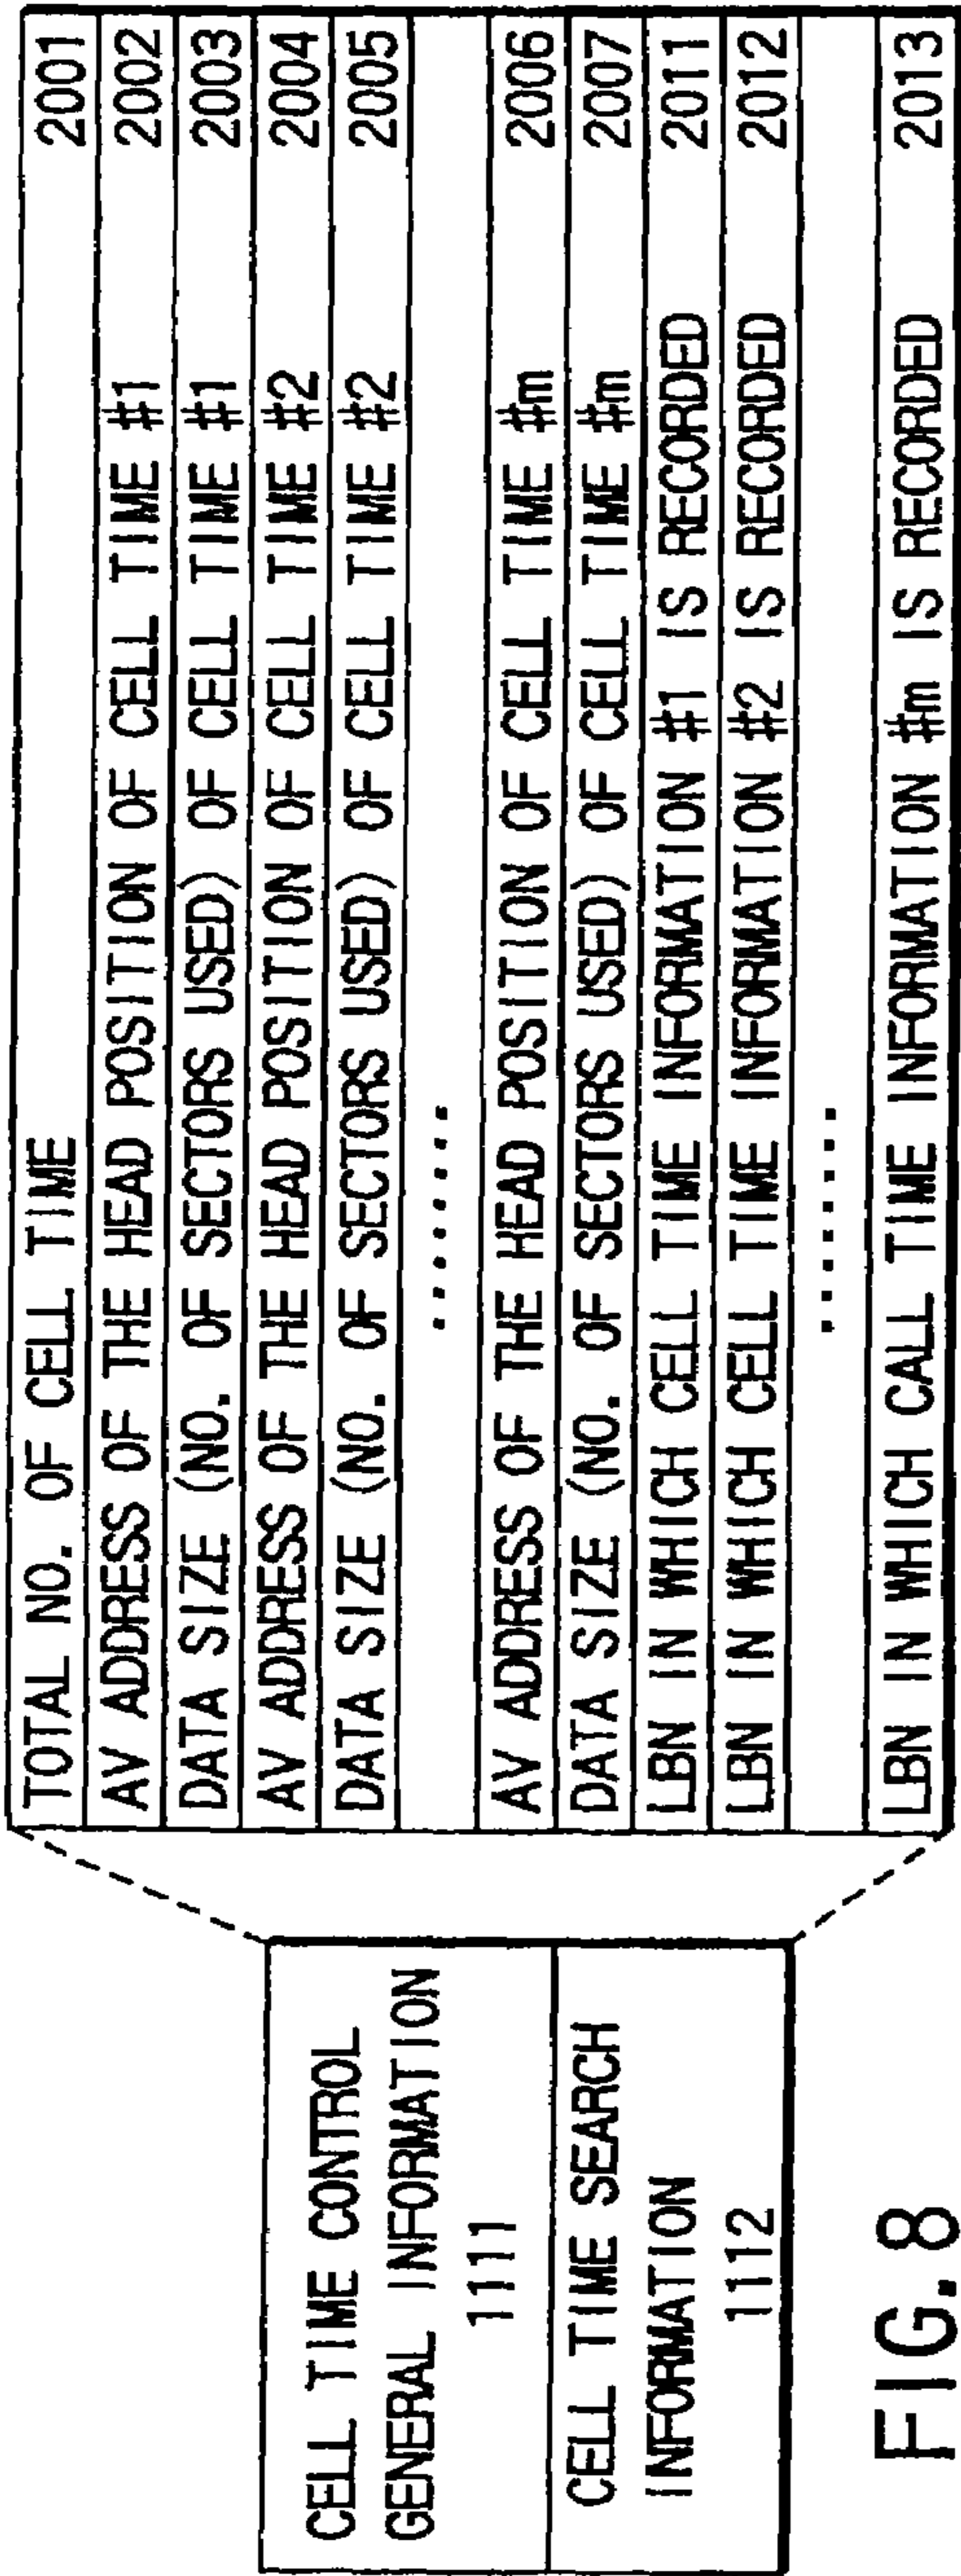 CELL TIME CONTROL
GENERAL INFORMATION
1111
CELL TIME SEARCH
INFORMATION
1112
TOTAL NO. OF CELL TIME 2001
AV ADDRESS OF THE HEAD POSITION OF CELL TIME #1 2002
DATA SIZE (NO. OF SECTORS USED) OF CELL TIME #1 2003
AV ADDRESS OF THE HEAD POSITION OF CELL TIME #2 2004
DATA SIZE (NO. OF SECTORS USED) OF CELL TIME #2 2005
.......
AV ADDRESS OF THE HEAD POSITION OF CELL TIME #m 2006
DATA SIZE (NO. OF SECTORS USED) OF CELL TIME #m 2007
LBN IN WHICH CELL TIME INFORMATION #1 IS RECORDED 2011
LBN IN WHICH CELL TIME INFORMATION #2 IS RECORDED 2012
.......
LBN IN WHICH CALL TIME INFORMATION #m IS RECORDED 2013
FIG. 8